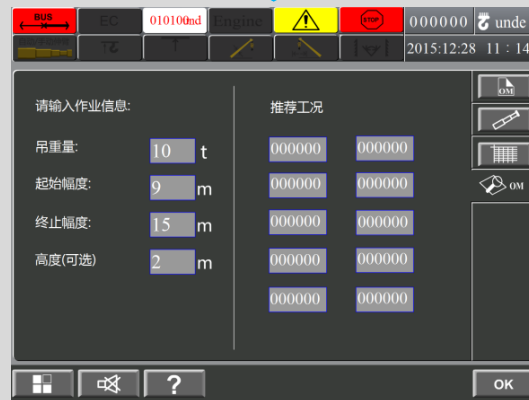 BUS EC 010100nd Engine STOP 000000 unde
2015:12:28 11 : 14
请输入作业信息: 推荐工况
OM
吊重量: 10 t 000000 000000
起始幅度: 9 m 000000 000000
OM
终止幅度: 15 m 000000 000000
高度(可选) 2 m 000000 000000
000000 000000
? OK